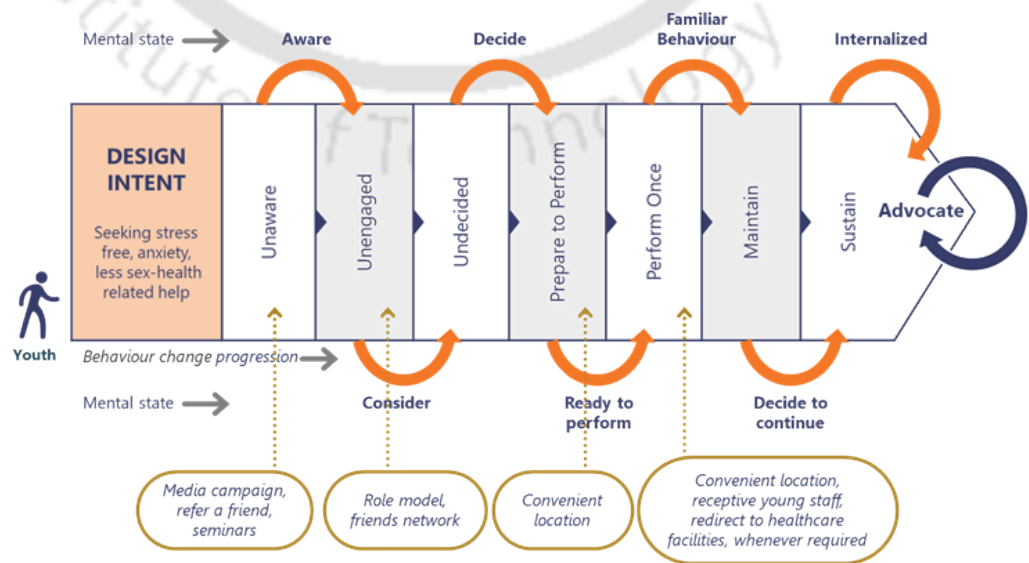 stitute
of Technology
Mental state
Aware
Decide
Familiar
Behaviour
Internalized
DESIGN
INTENT
Seeking stress
free, anxiety,
less sex-health
related help
Unaware
Unengaged
Undecided
Prepare to Perform
Perform Once
Maintain
Sustain
Advocate
Youth
Behaviour change progression
Mental state
Consider
Ready to
perform
Decide to
continue
Media campaign,
refer a friend,
seminars
Role model,
friends network
Convenient
location
Convenient location,
receptive young staff,
redirect to healthcare
facilities, whenever required